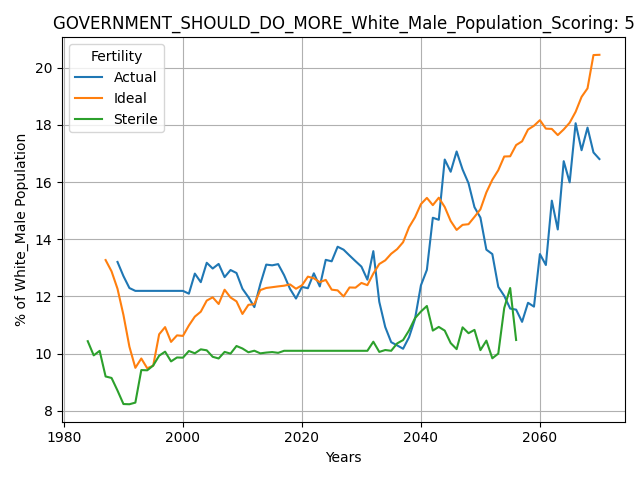 GOVERNMENT_SHOULD_DO_MORE_White_Male_Population_Scoring: 5
Fertility
Actual
Ideal
Sterile
% of White_Male Population
20
18
16
14
12
10
8
1980
2000
2020
2040
2060
Years